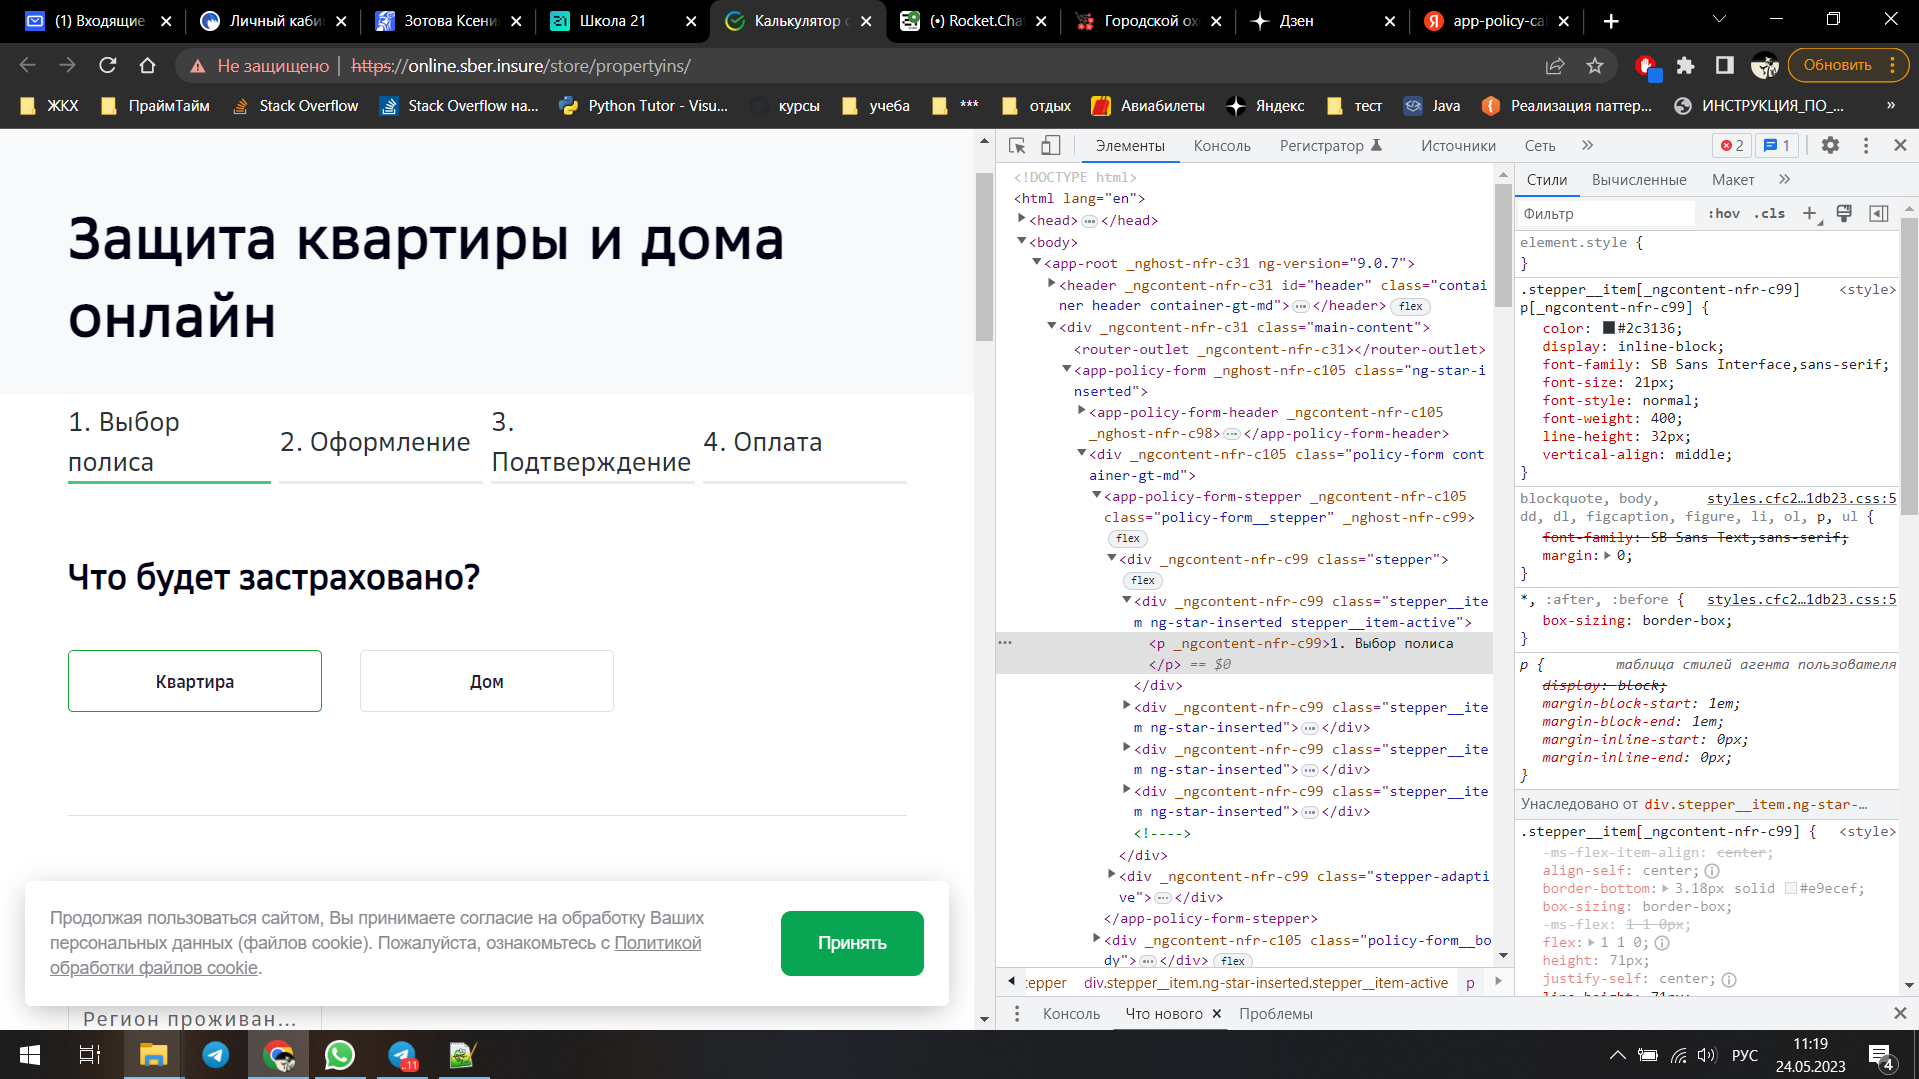 (1) Входящие
Личный каби
Зотова Ксени
Школа 21
Калькулятор с
(•) Rocket.Cha
Городской ох
Дзен
app-policy-cal
Не защищено
https://online.sber.insure/store/propertyins/
Обновить
ЖКХ
ПраймТайм
Stack Overflow
Stack Overflow на...
Python Tutor - Visu...
курсы
учеба
***
отдых
Авиабилеты
Яндекс
тест
Java
Реализация паттер...
ИНСТРУКЦИЯ_ПО_...
»
Защита квартиры и дома
онлайн
1. Выбор
полиса
2. Оформление
3.
Подтверждение
4. Оплата
Что будет застраховано?
Квартира
Дом
Продолжая пользоваться сайтом, Вы принимаете согласие на обработку Ваших
персональных данных (файлов cookie). Пожалуйста, ознакомьтесь с Политикой
обработки файлов cookie.
Принять
Регион проживан...
Элементы
Консоль
Регистратор
Источники
Сеть
»
2
1
<!DOCTYPE html>
<html lang="en">
<head>…</head>
<body>
<app-root _nghost-nfr-c31 ng-version="9.0.7">
<header _ngcontent-nfr-c31 id="header" class="contai
ner header container-gt-md">…</header> flex
<div _ngcontent-nfr-c31 class="main-content">
<router-outlet _ngcontent-nfr-c31></router-outlet>
<app-policy-form _nghost-nfr-c105 class="ng-star-i
nserted">
<app-policy-form-header _ngcontent-nfr-c105
_nghost-nfr-c98>…</app-policy-form-header>
<div _ngcontent-nfr-c105 class="policy-form cont
ainer-gt-md">
<app-policy-form-stepper _ngcontent-nfr-c105
class="policy-form__stepper" _nghost-nfr-c99>
flex
<div _ngcontent-nfr-c99 class="stepper">
flex
<div _ngcontent-nfr-c99 class="stepper__ite
m ng-star-inserted stepper__item-active">
<p _ngcontent-nfr-c99>1. Выбор полиса
</p> == $0
</div>
<div _ngcontent-nfr-c99 class="stepper__ite
m ng-star-inserted">…</div>
<div _ngcontent-nfr-c99 class="stepper__ite
m ng-star-inserted">…</div>
<div _ngcontent-nfr-c99 class="stepper__ite
m ng-star-inserted">…</div>
<!---->
</div>
<div _ngcontent-nfr-c99 class="stepper-adapti
ve">…</div>
</app-policy-form-stepper>
<div _ngcontent-nfr-c105 class="policy-form__bo
dy">…</div> flex
tepper
div.stepper__item.ng-star-inserted.stepper__item-active
p
Консоль
Что нового
Проблемы
Стили
Вычисленные
Макет
»
Фильтр
:hov
.cls
element.style {
}
.stepper__item[_ngcontent-nfr-c99] <style>
p[_ngcontent-nfr-c99] {
color: #2c3136;
display: inline-block;
font-family: SB Sans Interface,sans-serif;
font-size: 21px;
font-style: normal;
font-weight: 400;
line-height: 32px;
vertical-align: middle;
}
blockquote, body, styles.cfc2…1db23.css:5
dd, dl, figcaption, figure, li, ol, p, ul {
font-family: SB Sans Text,sans-serif;
margin: 0;
}
*, :after, :before { styles.cfc2…1db23.css:5
box-sizing: border-box;
}
p { таблица стилей агента пользователя
display: block;
margin-block-start: 1em;
margin-block-end: 1em;
margin-inline-start: 0px;
margin-inline-end: 0px;
}
Унаследовано от div.stepper__item.ng-star-…
.stepper__item[_ngcontent-nfr-c99] { <style>
-ms-flex-item-align: center;
align-self: center;
border-bottom: 3.18px solid #e9ecef;
box-sizing: border-box;
-ms-flex: 1 1 0px;
flex: 1 1 0;
height: 71px;
justify-self: center;
line-height: 71px;
..11
РУС
11:19
24.05.2023
4